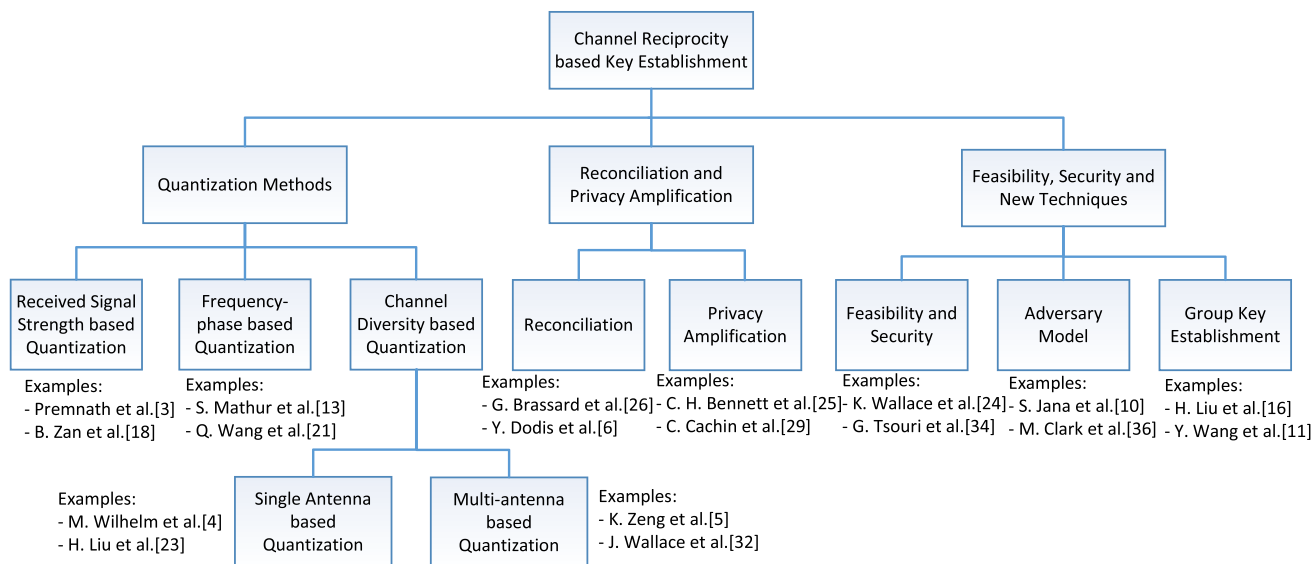 Channel Reciprocity
based Key Establishment
Quantization Methods
Reconciliation and
Privacy Amplification
Feasibility, Security and
New Techniques
Received Signal
Strength based
Quantization
Frequency-
phase based
Quantization
Channel
Diversity based
Quantization
Reconciliation
Privacy
Amplification
Feasibility and
Security
Adversary
Model
Group Key
Establishment
Examples:
- Premnath et al.[3]
- B. Zan et al.[18]
Examples:
- S. Mathur et al.[13]
- Q. Wang et al.[21]
Examples:
- G. Brassard et al.[26]
- Y. Dodis et al.[6]
Examples:
- C. H. Bennett et al.[25]
- C. Cachin et al.[29]
Examples:
- K. Wallace et al.[24]
- G. Tsouri et al.[34]
Examples:
- S. Jana et al.[10]
- M. Clark et al.[36]
Examples:
- H. Liu et al.[16]
- Y. Wang et al.[11]
Examples:
- M. Wilhelm et al.[4]
- H. Liu et al.[23]
Single Antenna
based
Quantization
Multi-antenna
based
Quantization
Examples:
- K. Zeng et al.[5]
- J. Wallace et al.[32]